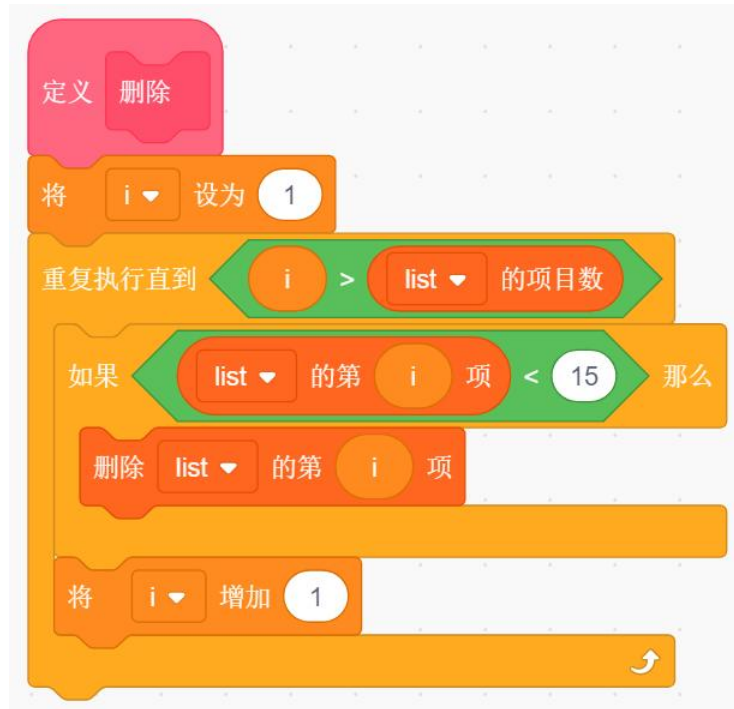 定义 删除
将 i 设为 1
重复执行直到 i > list 的项目数
如果 list 的第 i 项 < 15 那么
删除 list 的第 i 项
将 i 增加 1